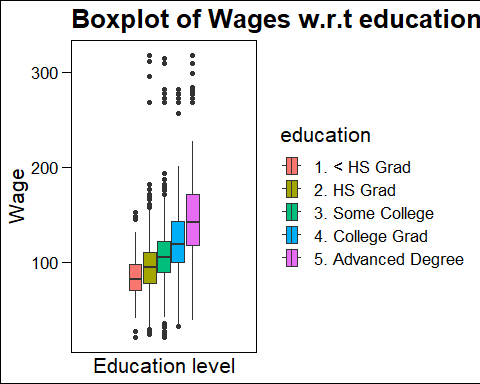 Boxplot of Wages w.r.t education
Wage
300
200
100
Education level
education
1. < HS Grad
2. HS Grad
3. Some College
4. College Grad
5. Advanced Degree